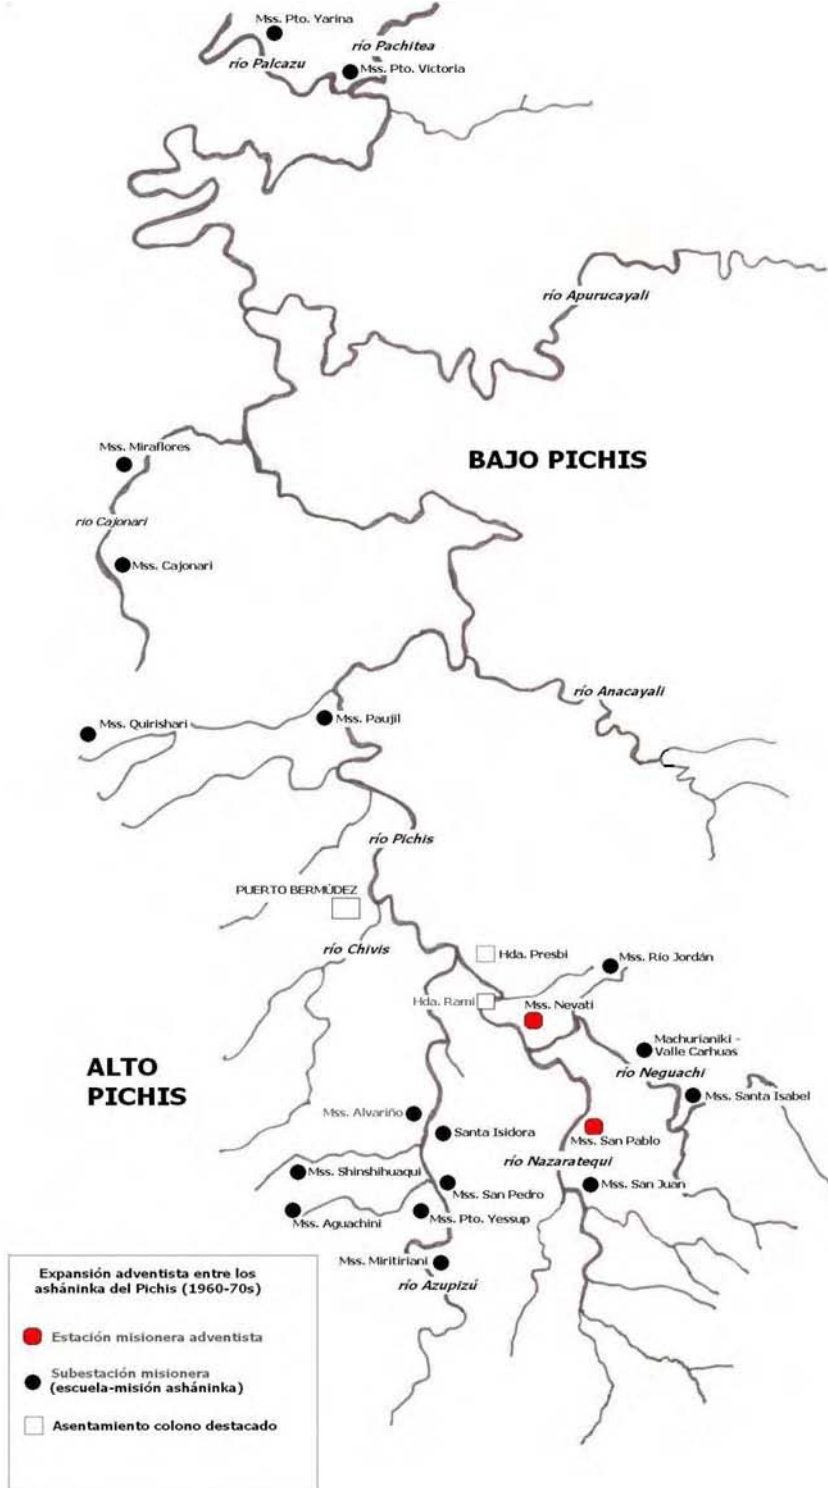 Mss. Pto. Yarina
río Pachitea
río Palcazu
Mss. Pto. Victoria
río Apurucayali
Mss. Miraflores
BAJO PICHIS
río Cajonari
Mss. Cajonari
río Anacayali
Mss. Quirishari
Mss. Paujil
río Pichis
PUERTO BERMÚDEZ
río Chivis
Hda. Presbi
Mss. Río Jordán
Hda. Rami
Mss. Nevati
Machurianiki -
Valle Carhuas
ALTO
PICHIS
río Neguachi
Mss. Santa Isabel
Mss. Alvariño
Santa Isidora
Mss. San Pablo
río Nazaratequi
Mss. Shinshihuaqui
Mss. San Pedro
Mss. San Juan
Mss. Aguachini
Mss. Pto. Yessup
Mss. Miritiriani
río Azupizú
Expansión adventista entre los
asháninka del Pichis (1960-70s)
Estación misionera adventista
Subestación misionera
(escuela-misión asháninka)
Asentamiento colono destacado